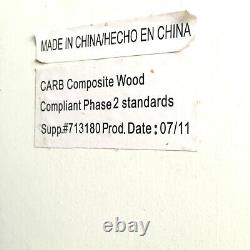 MADE IN CHINA/HECHO EN CHINA
CARB Composite Wood
Compliant Phase 2 standards
Supp.#713180 Prod. Date: 07/11
ebay